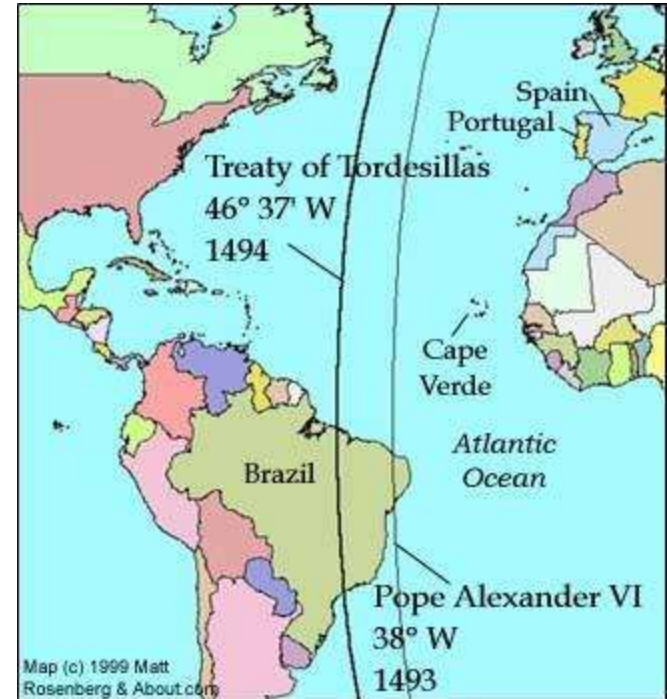 Spain
Portugal
Treaty of Tordesillas
46° 37' W
1494
Cape
Verde
Atlantic
Ocean
Brazil
Pope Alexander VI
38° W
1493
Map (c) 1999 Matt
Rosenberg & About.com